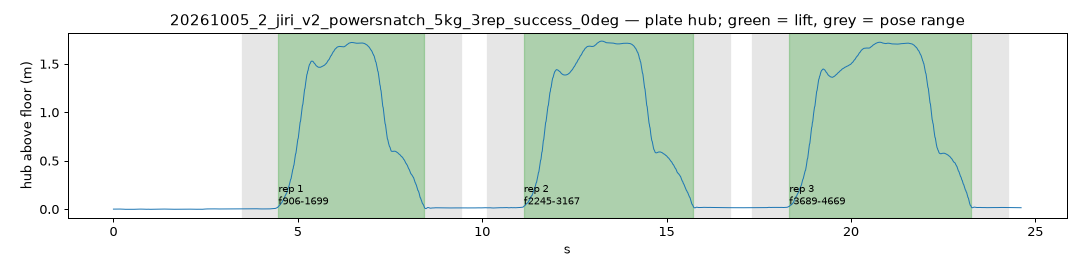 20261005_2_jiri_v2_powersnatch_5kg_3rep_success_0deg — plate hub; green = lift, grey = pose range
hub above floor (m)
1.5
1.0
0.5
0.0
rep 1
f906-1699
rep 2
f2245-3167
rep 3
f3689-4669
0 5 10 15 20 25
s